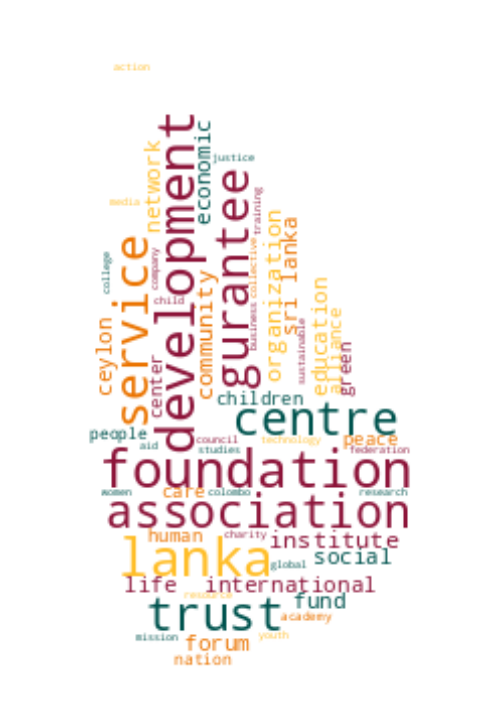 action
development
economic
justice
network
gurantee
training
media
organization
sri lanka
service
collective
company
college
community
child
education
business
alliance
ceylon
sustainable
green
center
children
centre
people
council
technology
peace
aid
studies
federation
foundation
women
care
colombo
research
association
human
charity
institute
lanka
global
social
life
international
resource
trust
fund
academy
mission
forum
youth
nation